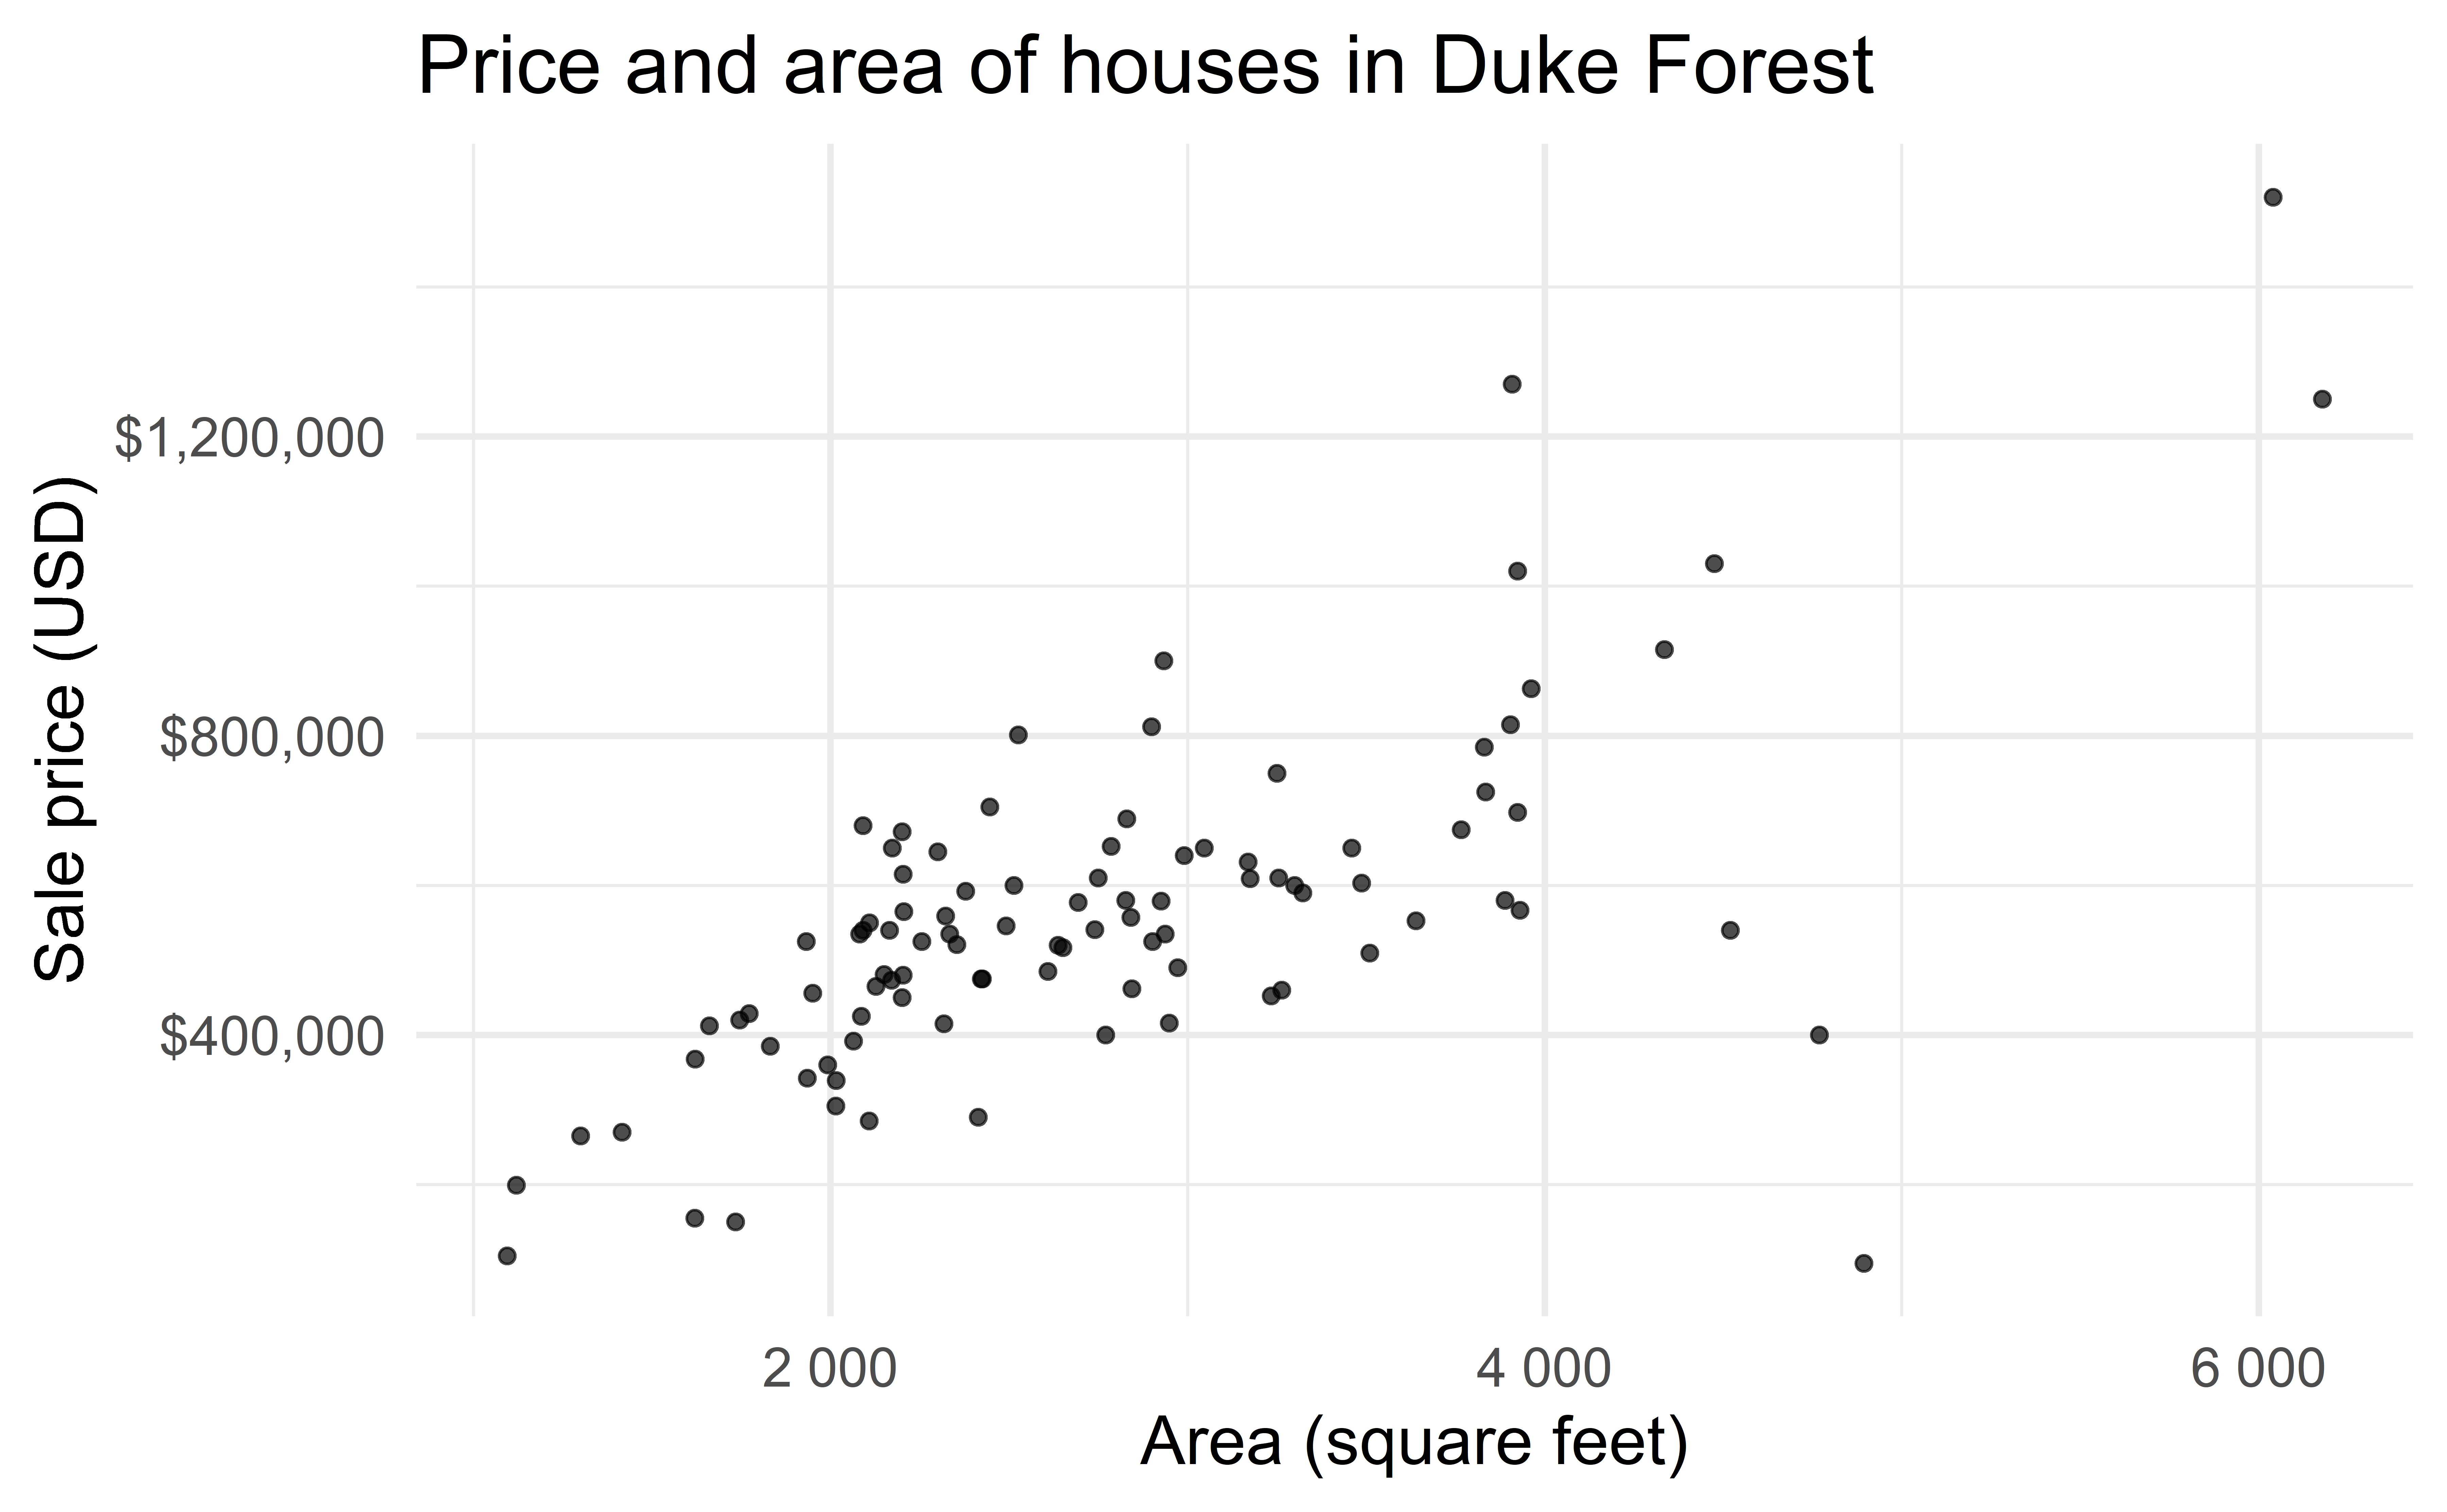 Price and area of houses in Duke Forest
Sale price (USD)
$1,200,000
$800,000
$400,000
2 000
4 000
6 000
Area (square feet)